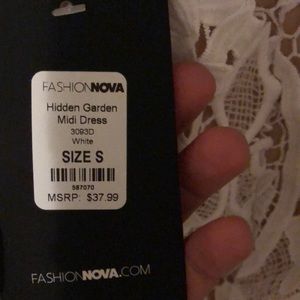 FASHIONNOVA
Hidden Garden
Midi Dress
3093D
White
SIZE S
587070
MSRP: $37.99
FASHIONNOVA.COM